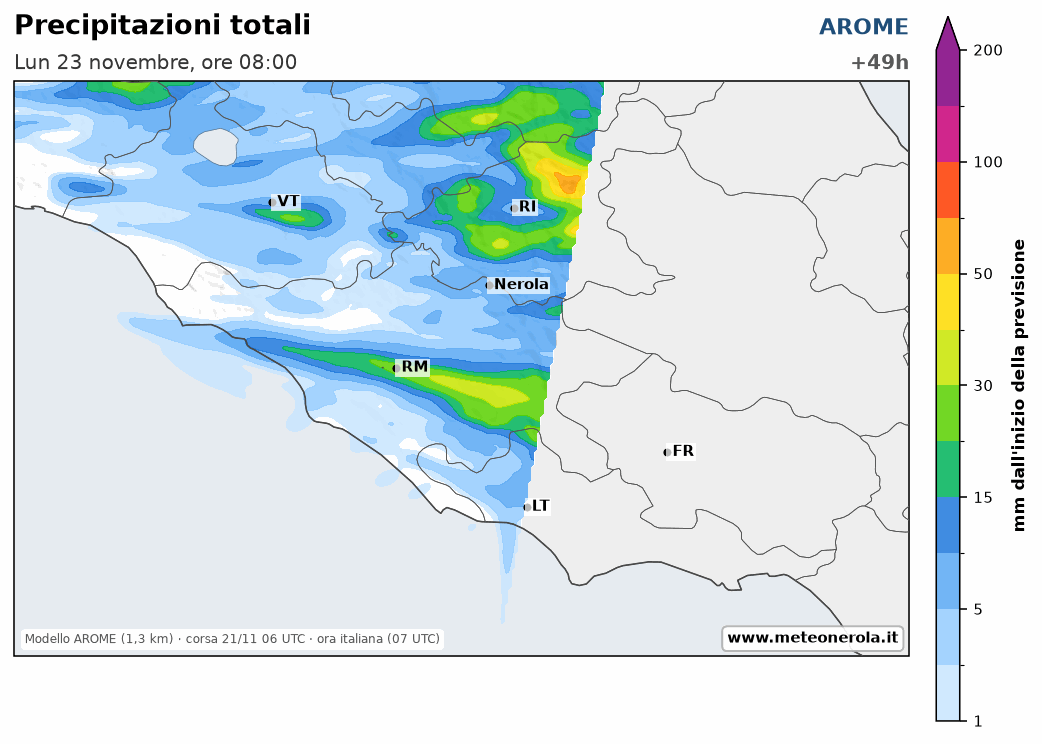 Precipitazioni totali
AROME
Lun 23 novembre, ore 08:00
+49h
VT
RI
Nerola
RM
FR
LT
Modello AROME (1,3 km) · corsa 21/11 06 UTC · ora italiana (07 UTC)
www.meteonerola.it
200
100
50
30
15
5
1
mm dall'inizio della previsione